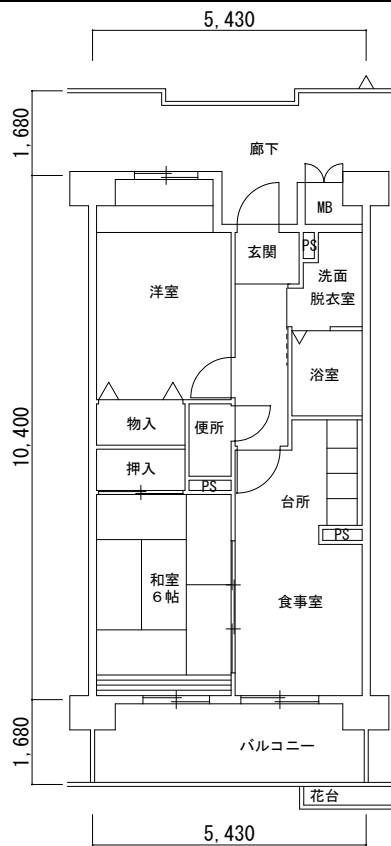 5,430
1,680
廊下
MB
玄関
PS
洗面
脱衣室
洋室
浴室
10,400
物入
便所
押入
PS
台所
PS
和室
6帖
食事室
1,680
バルコニー
花台
5,430